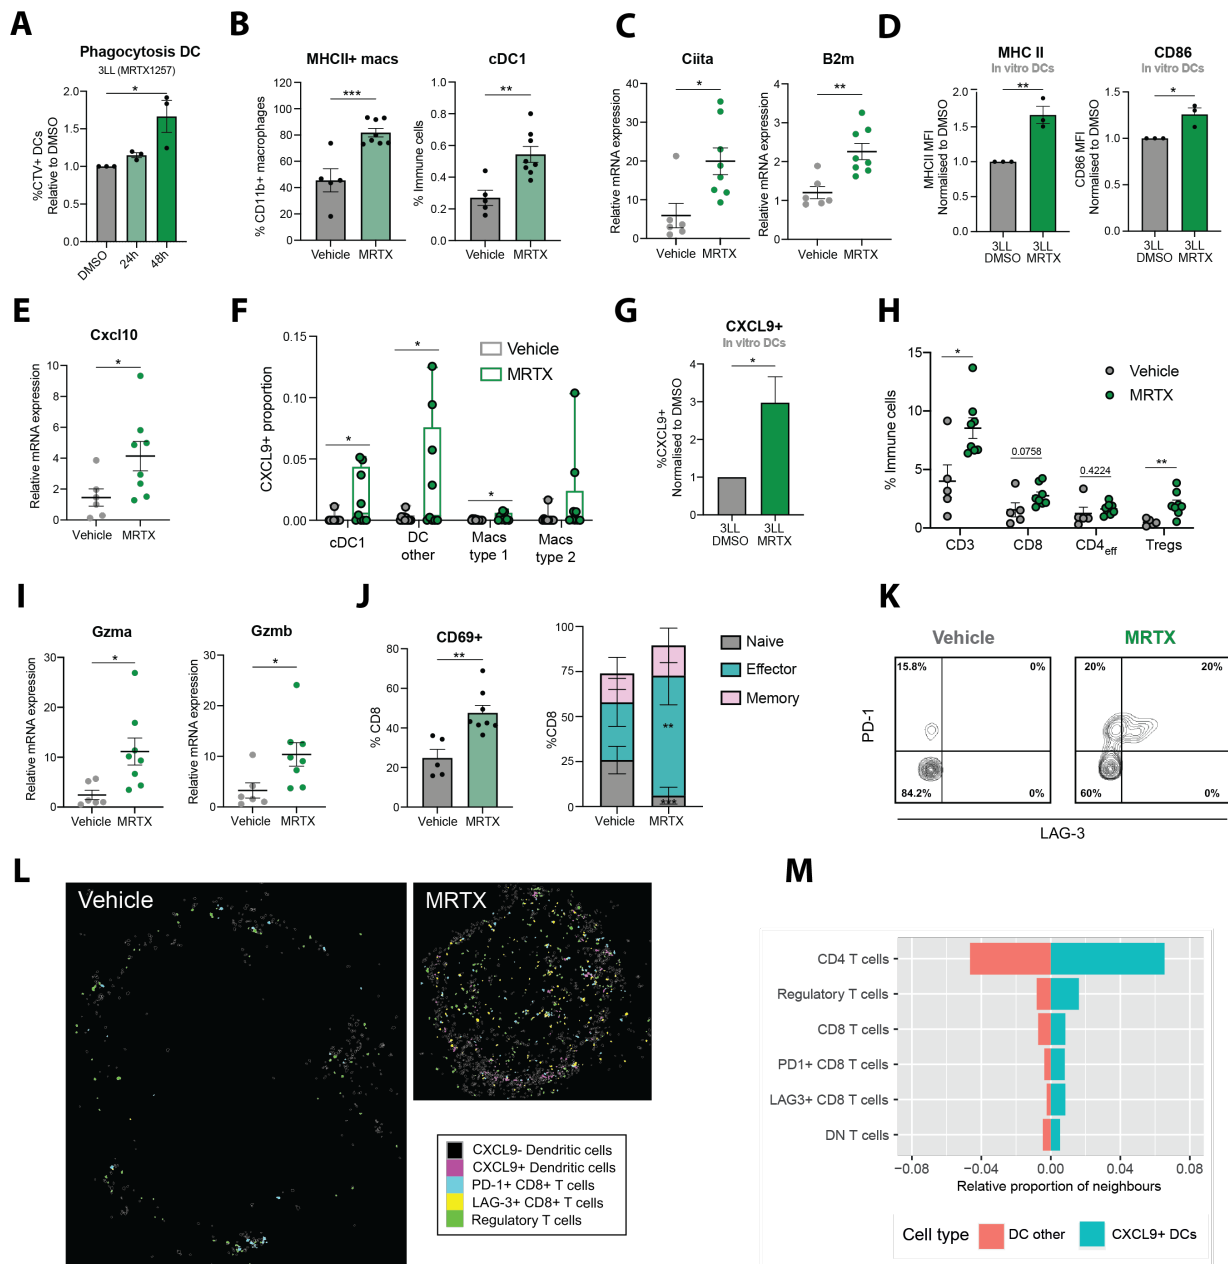 A
Phagocytosis DC
3LL (MRTX1257)
%CTV+ DCs
Relative to DMSO
2.0
1.5
1.0
0.5
0.0
*
DMSO
24h
48h
B
MHCII+ macs
% CD11b+ macrophages
120
100
80
60
40
20
0
***
Vehicle MRTX
cDC1
% Immune cells
1.0
0.8
0.6
0.4
0.2
0.0
**
Vehicle MRTX
C
Ciita
Relative mRNA expression
40
30
20
10
0
*
Vehicle MRTX
B2m
Relative mRNA expression
4
3
2
1
0
**
Vehicle MRTX
D
MHC II
In vitro DCs
MHCII MFI
Normalised to DMSO
2.0
1.5
1.0
0.5
0.0
**
3LL DMSO
3LL MRTX
CD86
In vitro DCs
CD86 MFI
Normalised to DMSO
1.5
1.0
0.5
0.0
*
3LL DMSO
3LL MRTX
E
Cxcl10
Relative mRNA expression
10
8
6
4
2
0
*
Vehicle MRTX
F
CXCL9+ proportion
0.15
0.10
0.05
0.00
*
*
*
Vehicle
MRTX
cDC1
DC other
Macs type 1
Macs type 2
G
CXCL9+
In vitro DCs
%CXCL9+
Normalised to DMSO
4
3
2
1
0
*
3LL DMSO
3LL MRTX
H
% Immune cells
15
10
5
0
*
0.0758
0.4224
**
Vehicle
MRTX
CD3
CD8
CD4eff
Tregs
I
Gzma
Relative mRNA expression
30
20
10
0
*
Vehicle MRTX
Gzmb
Relative mRNA expression
30
20
10
0
*
Vehicle MRTX
J
CD69+
% CD8
80
60
40
20
0
**
Vehicle MRTX
%CD8
100
75
50
25
0
**
***
Vehicle MRTX
Naive
Effector
Memory
K
Vehicle
MRTX
PD-1
15.8%
0%
84.2%
0%
20%
20%
60%
0%
LAG-3
L
Vehicle
MRTX
CXCL9- Dendritic cells
CXCL9+ Dendritic cells
PD-1+ CD8+ T cells
LAG-3+ CD8+ T cells
Regulatory T cells
M
CD4 T cells
Regulatory T cells
CD8 T cells
PD1+ CD8 T cells
LAG3+ CD8 T cells
DN T cells
−0.08 −0.04 0.00 0.04 0.08
Relative proportion of neighbours
Cell type DC other CXCL9+ DCs